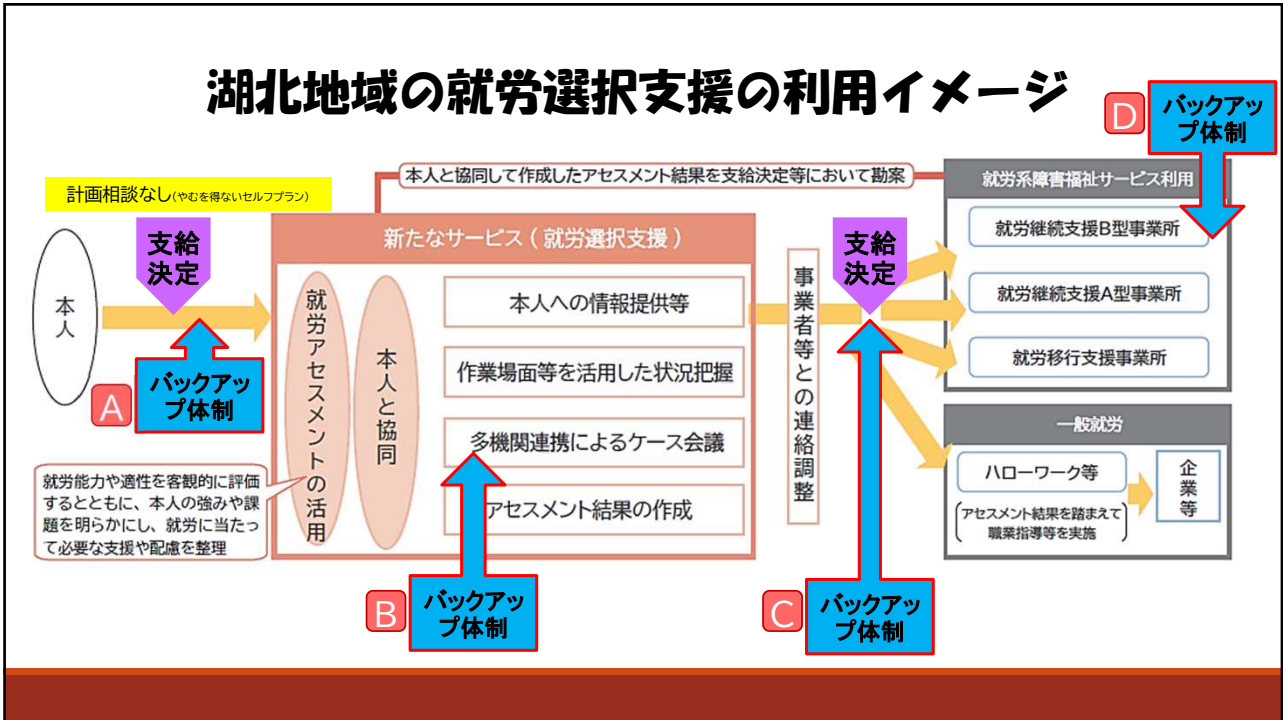 湖北地域の就労選択支援の利用イメージ
D
バックアッ
プ体制
計画相談なし(やむを得ないセルフプラン)
本人と協同して作成したアセスメント結果を支給決定等において勘案
本人
支給
決定
A
バックアッ
プ体制
就労能力や適性を客観的に評価
するとともに、本人の強みや課
題を明らかにし、就労に当たっ
て必要な支援や配慮を整理
新たなサービス(就労選択支援)
就労アセスメントの活用
本人と協同
本人への情報提供等
作業場面等を活用した状況把握
多機関連携によるケース会議
アセスメント結果の作成
B
バックアッ
プ体制
事業者等との連絡調整
支給
決定
C
バックアッ
プ体制
就労系障害福祉サービス利用
就労継続支援B型事業所
就労継続支援A型事業所
就労移行支援事業所
一般就労
ハローワーク等
アセスメント結果を踏まえて
職業指導等を実施
企業等